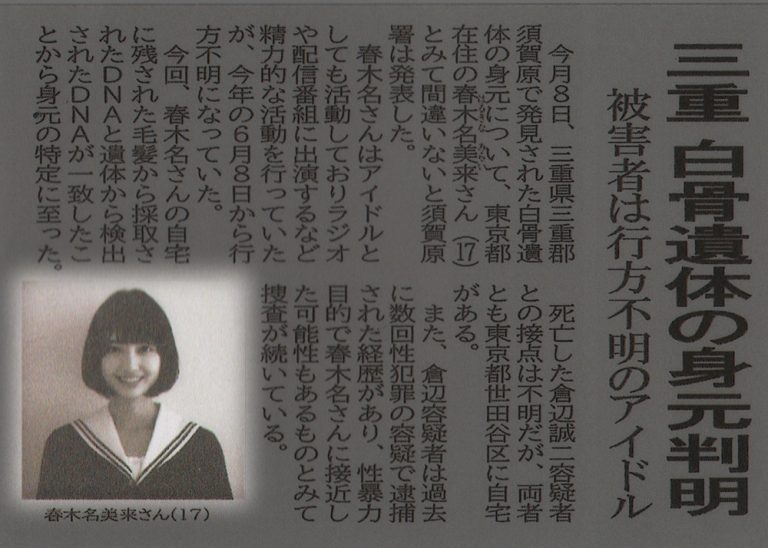 三重 白骨遺体の身元判明
被害者は行方不明のアイドル
今月８日、三重県三重郡
須賀原で発見された白骨遺
体の身元について、東京都
在住の春木名美来さん（17）
とみて間違いないと須賀原
署は発表した。
春木名さんはアイドルと
しても活動しておりラジオ
や配信番組に出演するなど
精力的な活動を行っていた
が、今年の６月８日から行
方不明になっていた。
今回、春木名さんの自宅
に残された毛髪から採取さ
れたＤＮＡと遺体から検出
されたＤＮＡが一致したこ
とから身元の特定に至った。
死亡した倉辺誠二容疑者
との接点は不明だが、両者
とも東京都世田谷区に自宅
がある。
また、倉辺容疑者は過去
に数回性犯罪の容疑で逮捕
された経歴があり、性暴力
目的で春木名さんに接近し
た可能性もあるものとみて
捜査が続いている。
春木名美来さん(17)